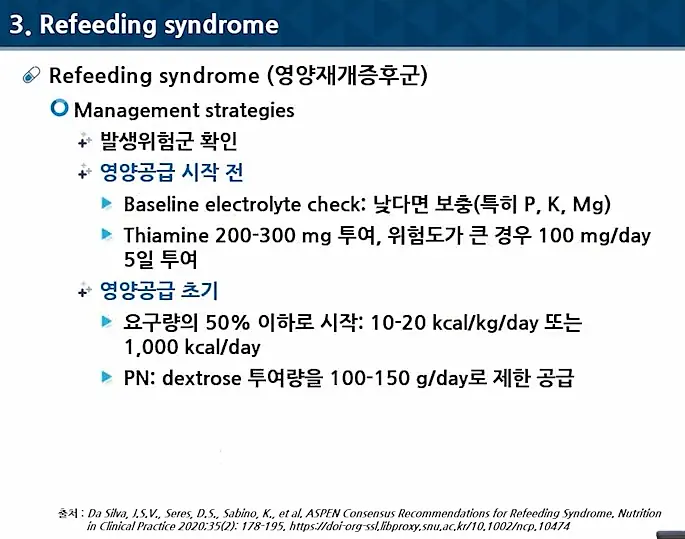 3. Refeeding syndrome
Refeeding syndrome (영양재개증후군)
Management strategies
발생위험군 확인
영양공급 시작 전
Baseline electrolyte check: 낮다면 보충(특히 P, K, Mg)
Thiamine 200-300 mg 투여, 위험도가 큰 경우 100 mg/day
5일 투여
영양공급 초기
요구량의 50% 이하로 시작: 10-20 kcal/kg/day 또는
1,000 kcal/day
PN: dextrose 투여량을 100-150 g/day로 제한 공급
출처 : Da Silva, J.S.V., Seres, D.S., Sabino, K., et al. ASPEN Consensus Recommendations for Refeeding Syndrome. Nutrition
in Clinical Practice 2020;35(2): 178-195, https://doi-org-ssl.libproxy.snu.ac.kr/10.1002/ncp.10474